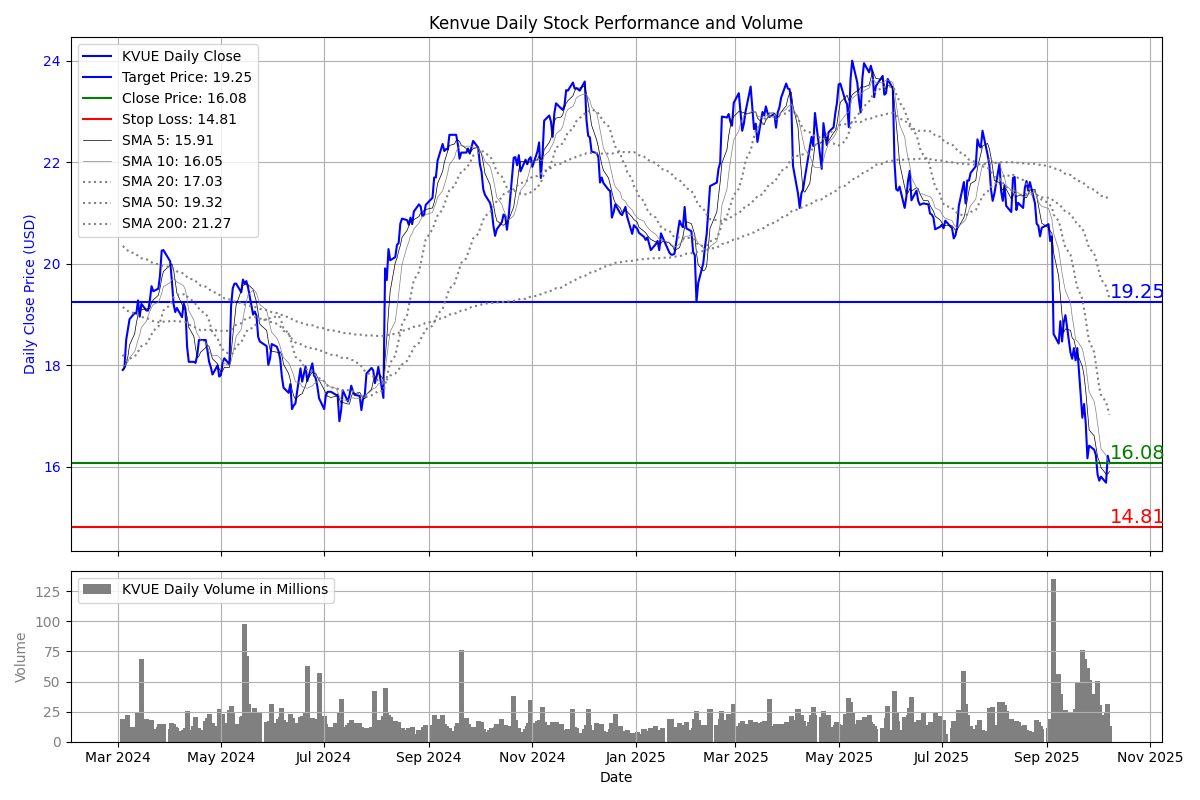 Kenvue Daily Stock Performance and Volume
KVUE Daily Close
Target Price: 19.25
Close Price: 16.08
Stop Loss: 14.81
SMA 5: 15.91
SMA 10: 16.05
SMA 20: 17.03
SMA 50: 19.32
SMA 200: 21.27
Daily Close Price (USD)
24
22
20
18
16
19.25
16.08
14.81
KVUE Daily Volume in Millions
Volume
125
100
75
50
25
0
Mar 2024 May 2024 Jul 2024 Sep 2024 Nov 2024 Jan 2025 Mar 2025 May 2025 Jul 2025 Sep 2025 Nov 2025
Date